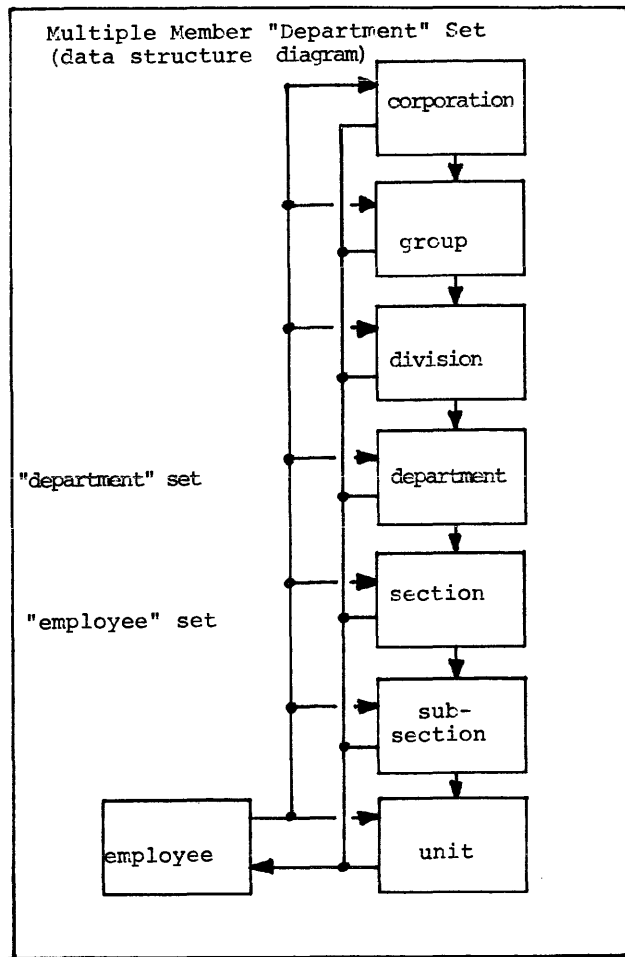 Multiple Member "Department" Set
(data structure diagram)
corporation
group
division
"department" set
department
"employee" set
section
sub-
section
employee
unit